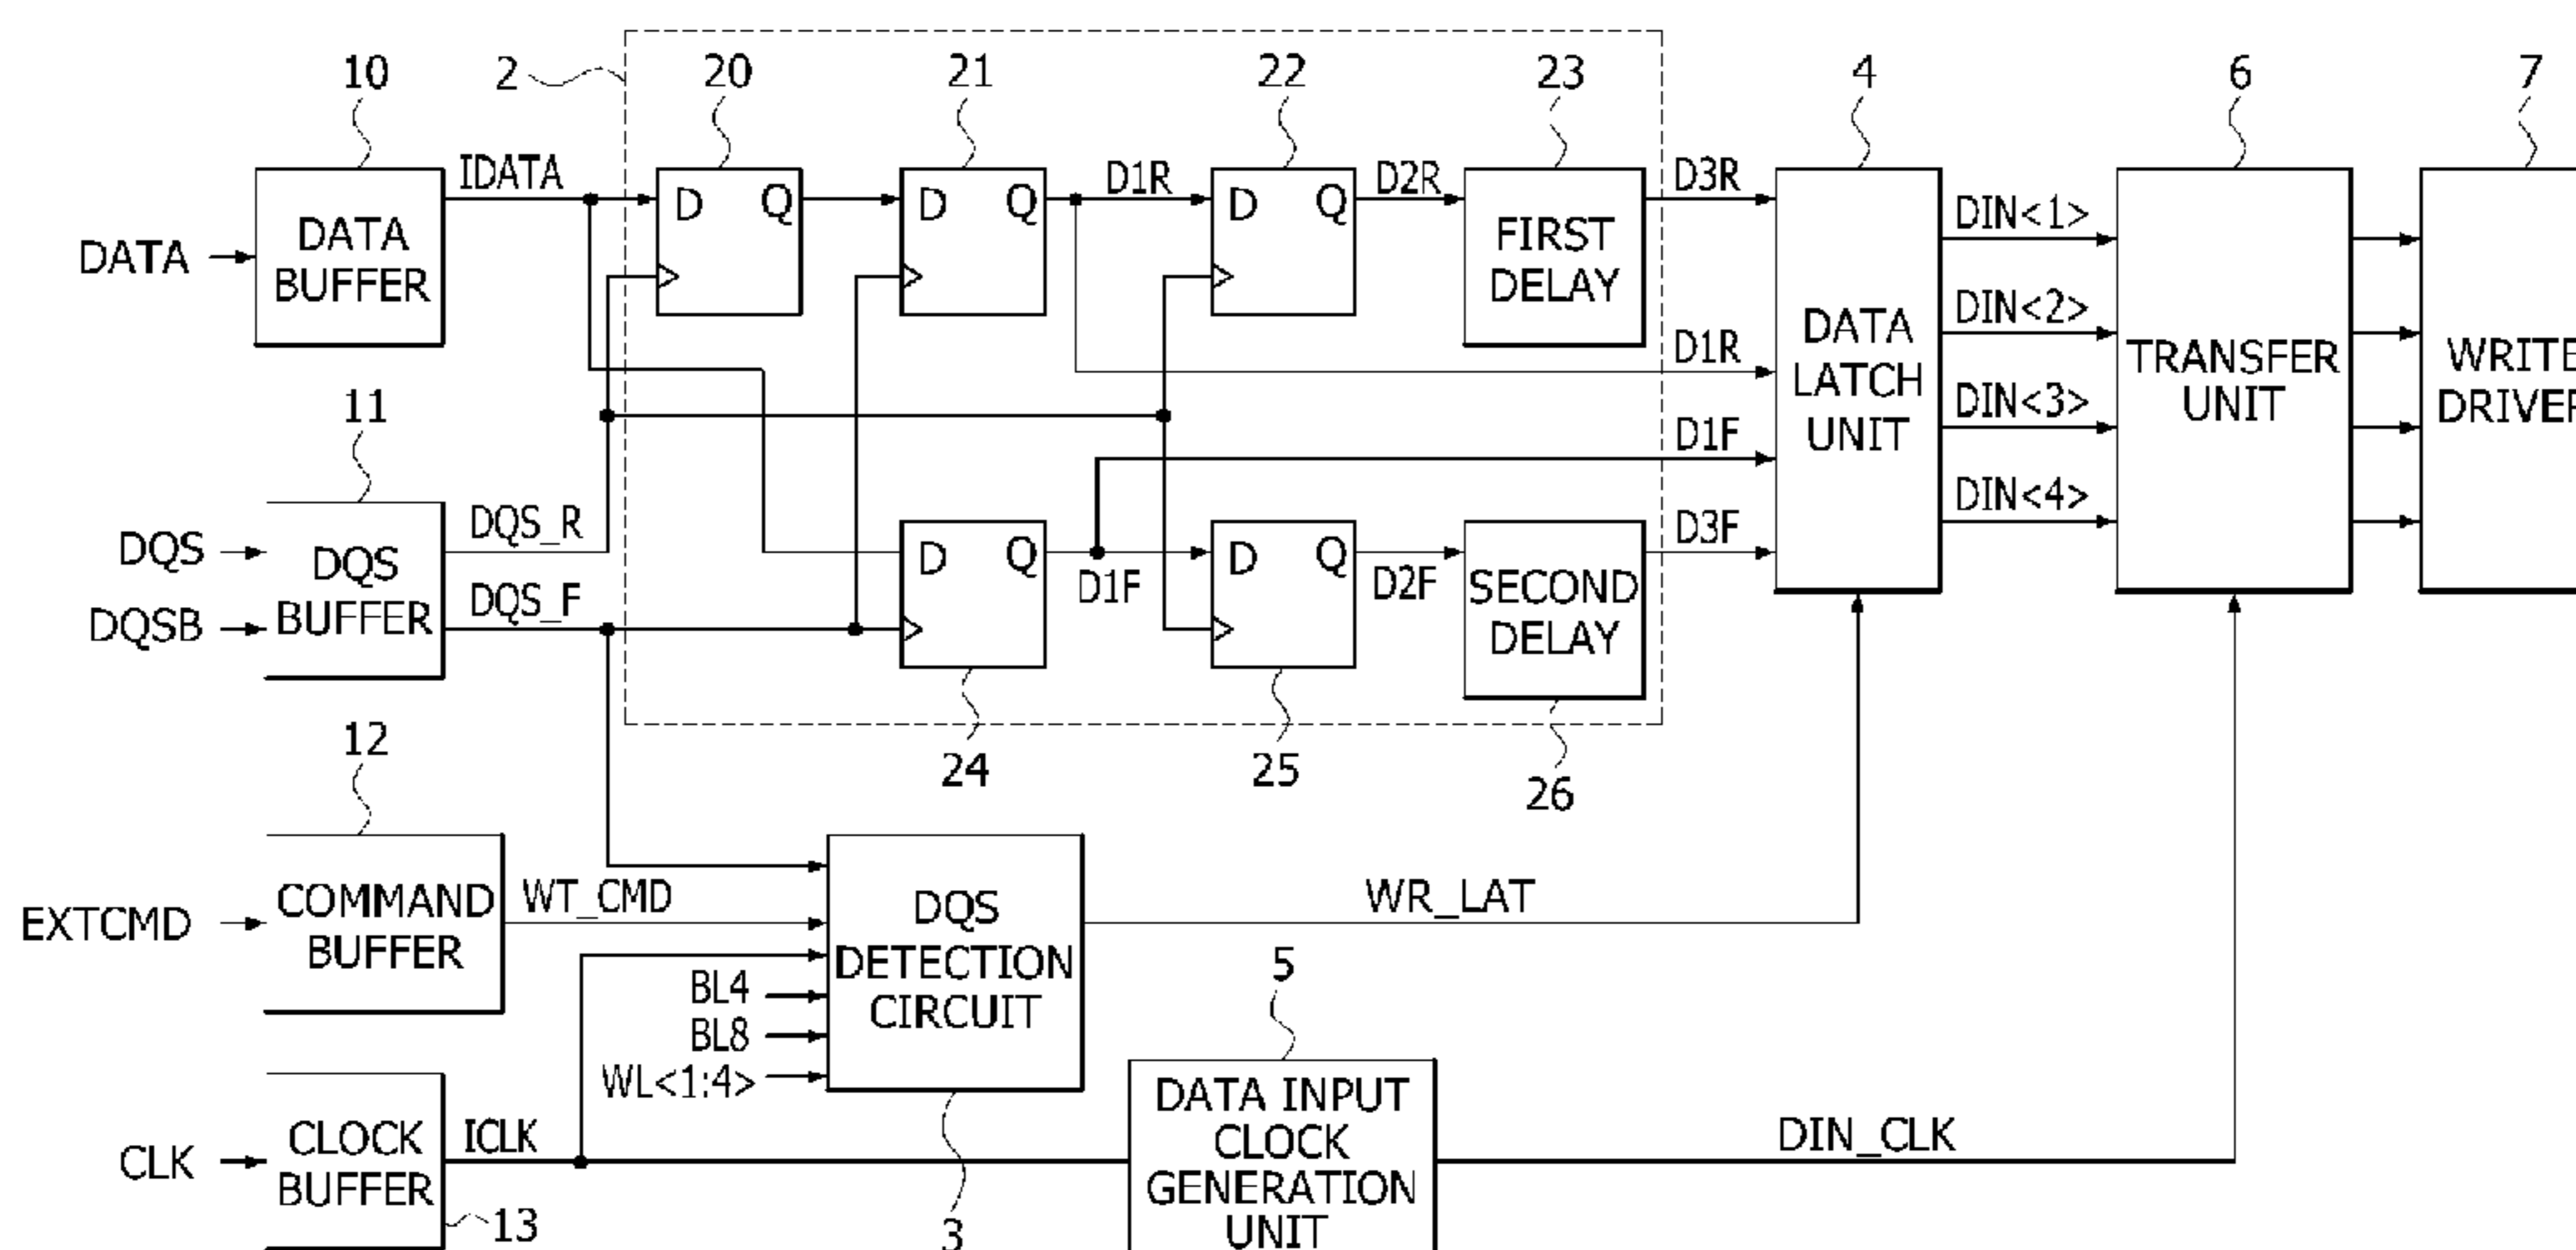 10
2
20
21
22
23
4
6
7
IDATA
D Q
D Q
D1R
D Q
D2R
D3R
DATA
DATA
BUFFER
FIRST
DELAY
DIN<1>
DIN<2>
DIN<3>
DIN<4>
DATA
LATCH
UNIT
TRANSFER
UNIT
WRITE
DRIVER
D1R
D1F
D3F
11
DQS
DQSB
DQS
BUFFER
DQS_R
DQS_F
D Q
D1F
D Q
D2F
SECOND
DELAY
24
25
26
12
EXTCMD
COMMAND
BUFFER
WT_CMD
DQS
DETECTION
CIRCUIT
BL4
BL8
WL<1:4>
WR_LAT
3
5
CLK
CLOCK
BUFFER
13
ICLK
DATA INPUT
CLOCK
GENERATION
UNIT
DIN_CLK